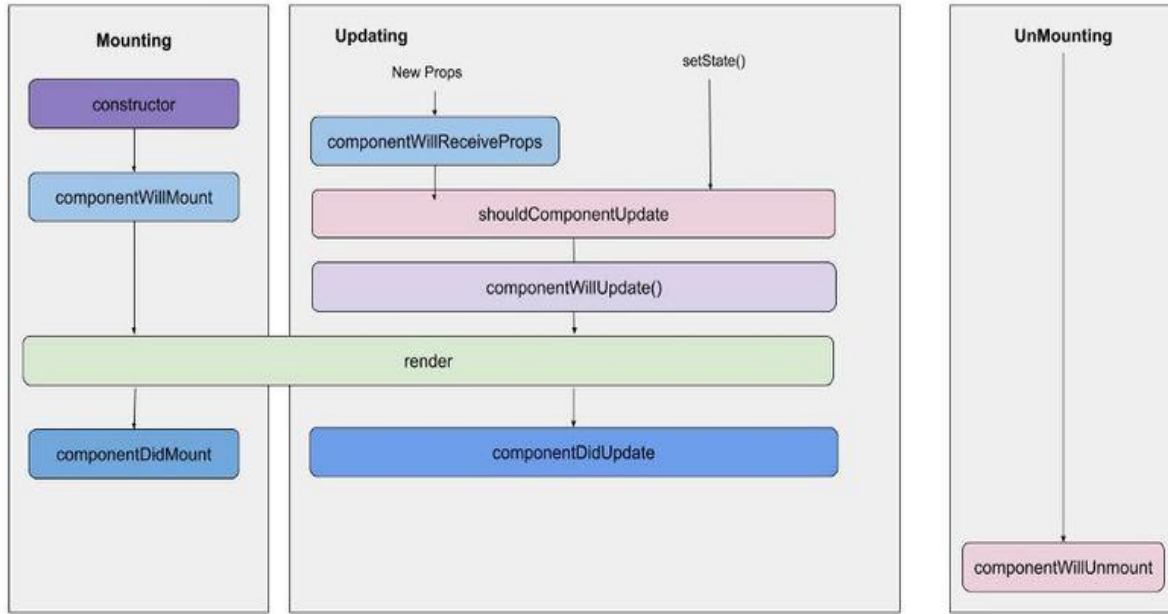 Mounting
constructor
componentWillMount
Updating
New Props
setState()
componentWillReceiveProps
shouldComponentUpdate
componentWillUpdate()
render
componentDidMount
componentDidUpdate
UnMounting
componentWillUnmount